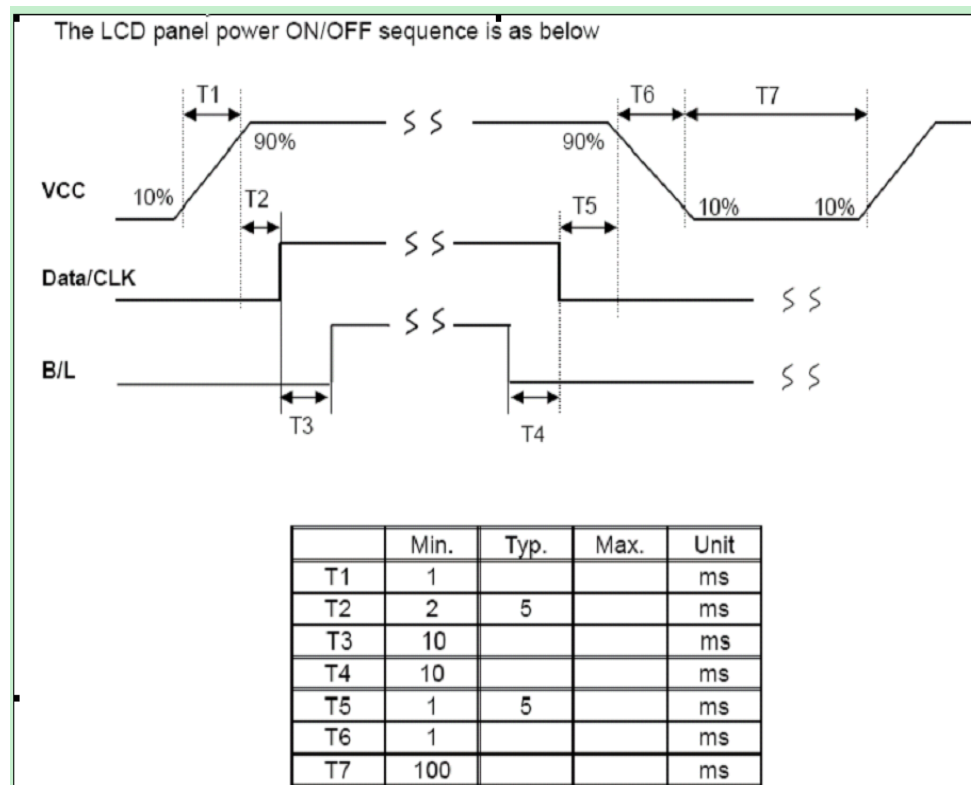 The LCD panel power ON/OFF sequence is as below
T1
T6
T7
90%
90%
VCC
10%
T2
T5
10%
10%
Data/CLK
B/L
T3
T4
Min. Typ. Max. Unit
T1 1 ms
T2 2 5 ms
T3 10 ms
T4 10 ms
T5 1 5 ms
T6 1 ms
T7 100 ms